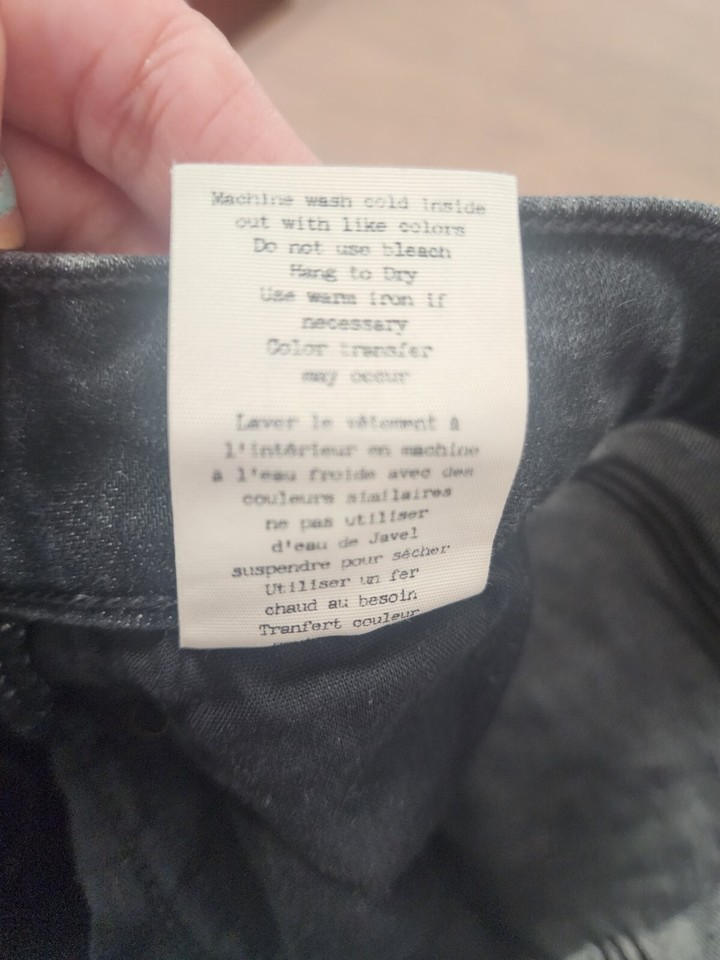 Machine wash cold inside
out with like colors
Do not use bleach
Hang to Dry
Use warm iron if
necessary
Color transfer
may occur
Laver le vêtement à
l'intérieur en machine
à l'eau froide avec des
couleurs similaires
ne pas utiliser
d'eau de Javel
suspendre pour sécher
Utiliser un fer
chaud au besoin
Tranfert couleur